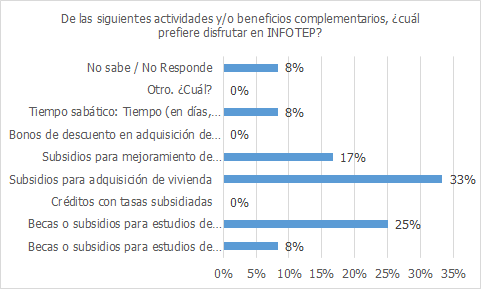 De las siguientes actividades y/o beneficios complementarios, ¿cuál
prefiere disfrutar en INFOTEP?
No sabe / No Responde 8%
Otro. ¿Cuál? 0%
Tiempo sabático: Tiempo (en días,... 8%
Bonos de descuento en adquisición de... 0%
Subsidios para mejoramiento de... 17%
Subsidios para adquisición de vivienda 33%
Créditos con tasas subsidiadas 0%
Becas o subsidios para estudios de... 25%
Becas o subsidios para estudios de... 8%
0% 5% 10% 15% 20% 25% 30% 35%